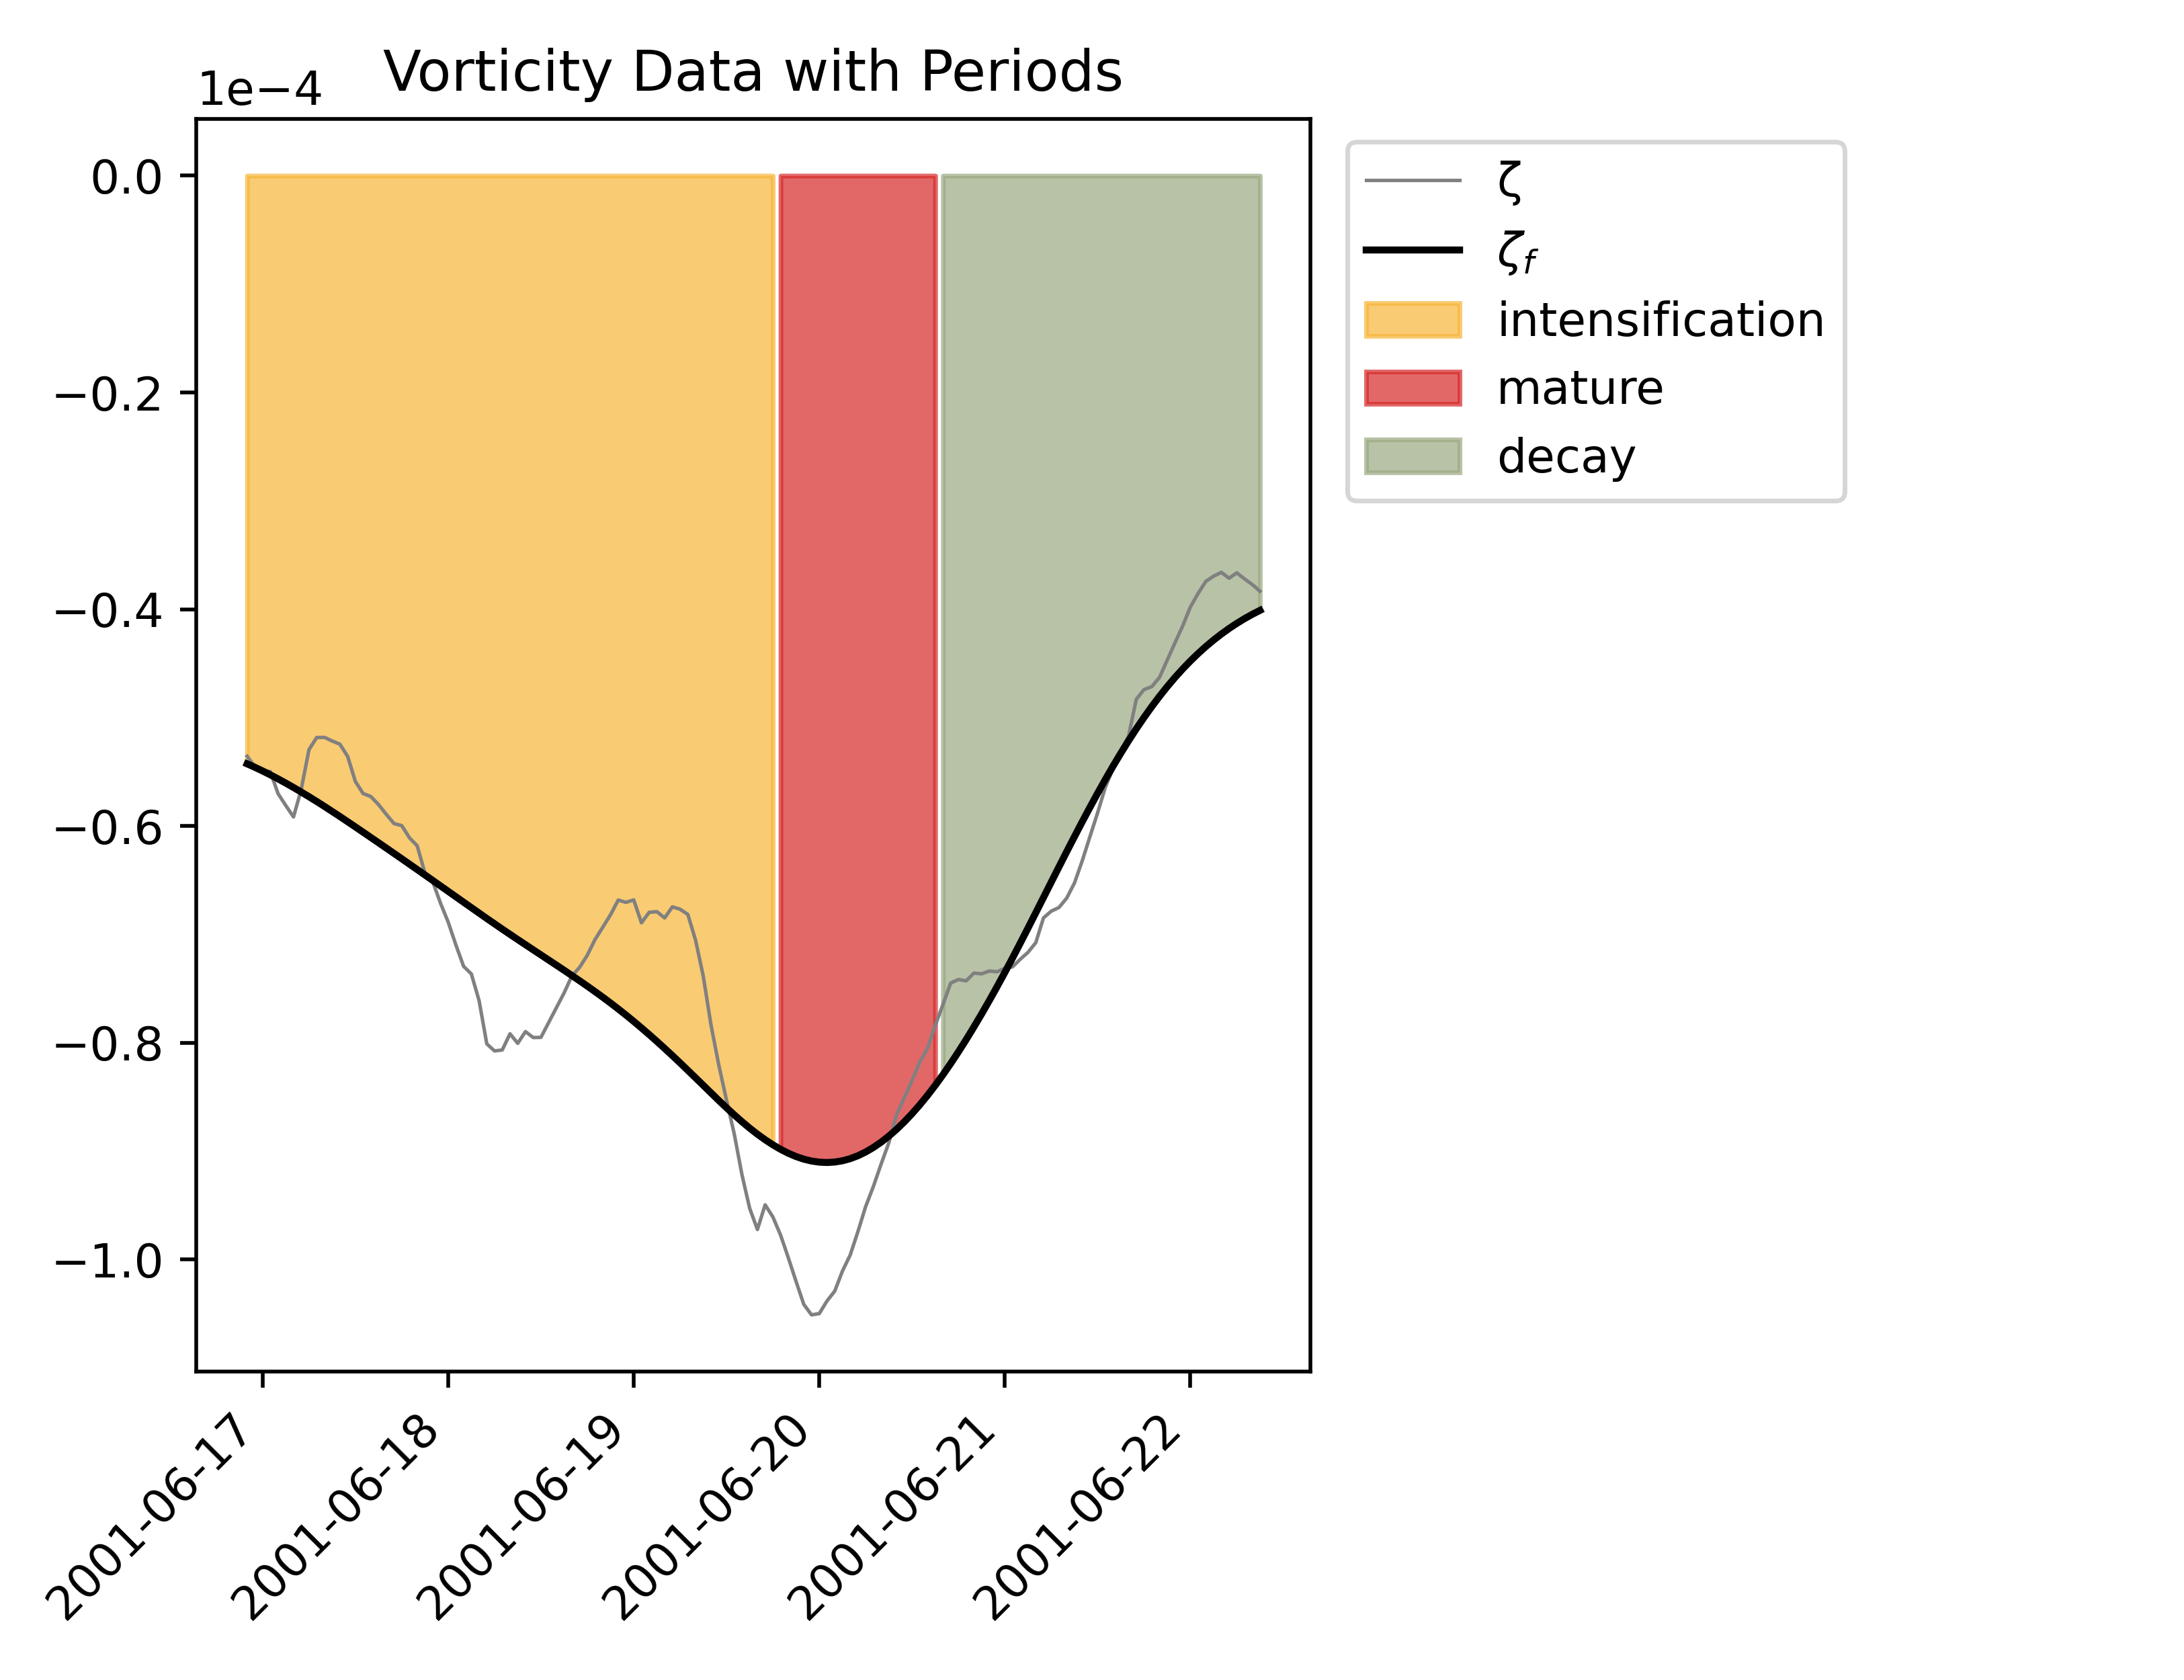 Vorticity Data with Periods
1e−4
0.0
−0.2
−0.4
−0.6
−0.8
−1.0
2001-06-17
2001-06-18
2001-06-19
2001-06-20
2001-06-21
2001-06-22
ζ
ζf
intensification
mature
decay